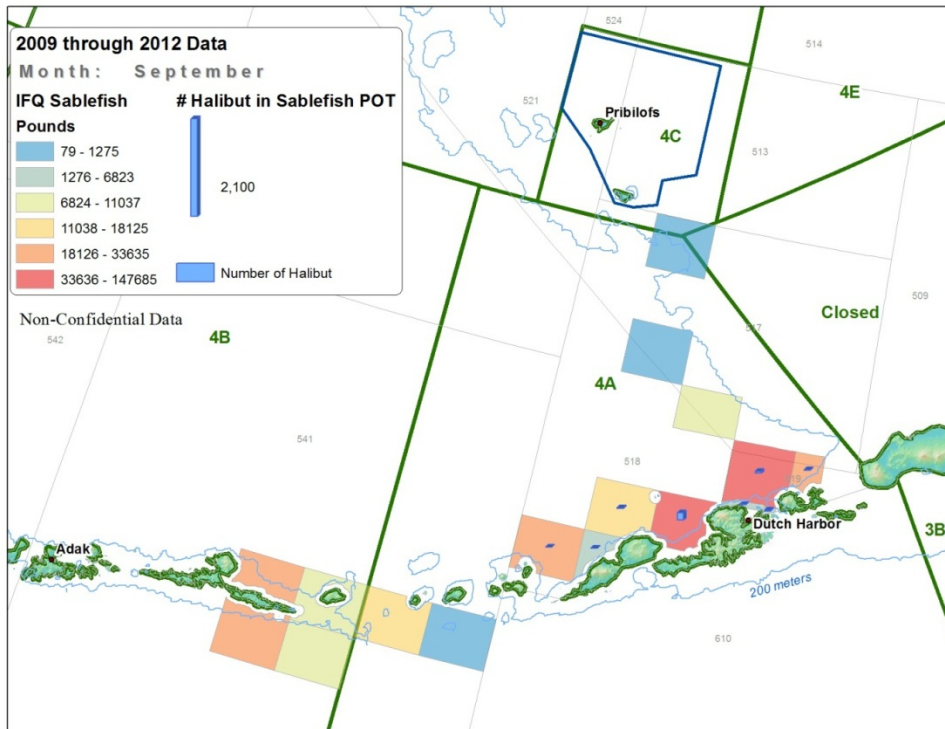 2009 through 2012 Data
Month: September
IFQ Sablefish
Pounds
79 - 1275
1276 - 6823
6824 - 11037
11038 - 18125
18126 - 33635
33636 - 147685
# Halibut in Sablefish POT
2,100
Number of Halibut
Non-Confidential Data
524
514
521
4E
Pribilofs
4C
513
509
Closed
517
542
4B
4A
541
518
Dutch Harbor
3B
Adak
200 meters
610